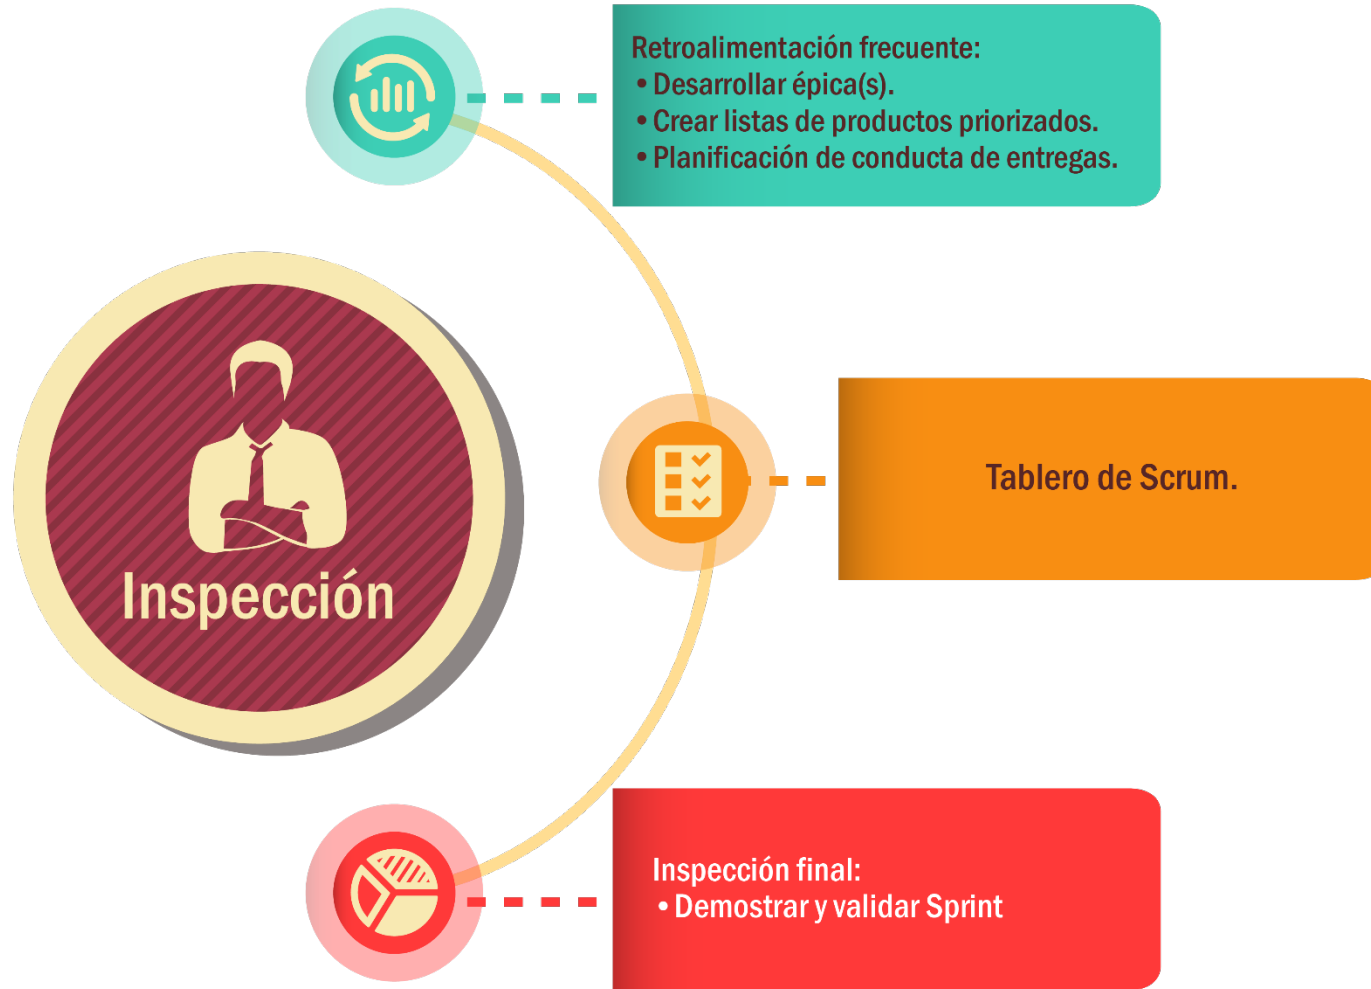 Retroalimentación frecuente:
• Desarrollar épica(s).
• Crear listas de productos priorizados.
• Planificación de conducta de entregas.
Inspección
Tablero de Scrum.
Inspección final:
• Demostrar y validar Sprint